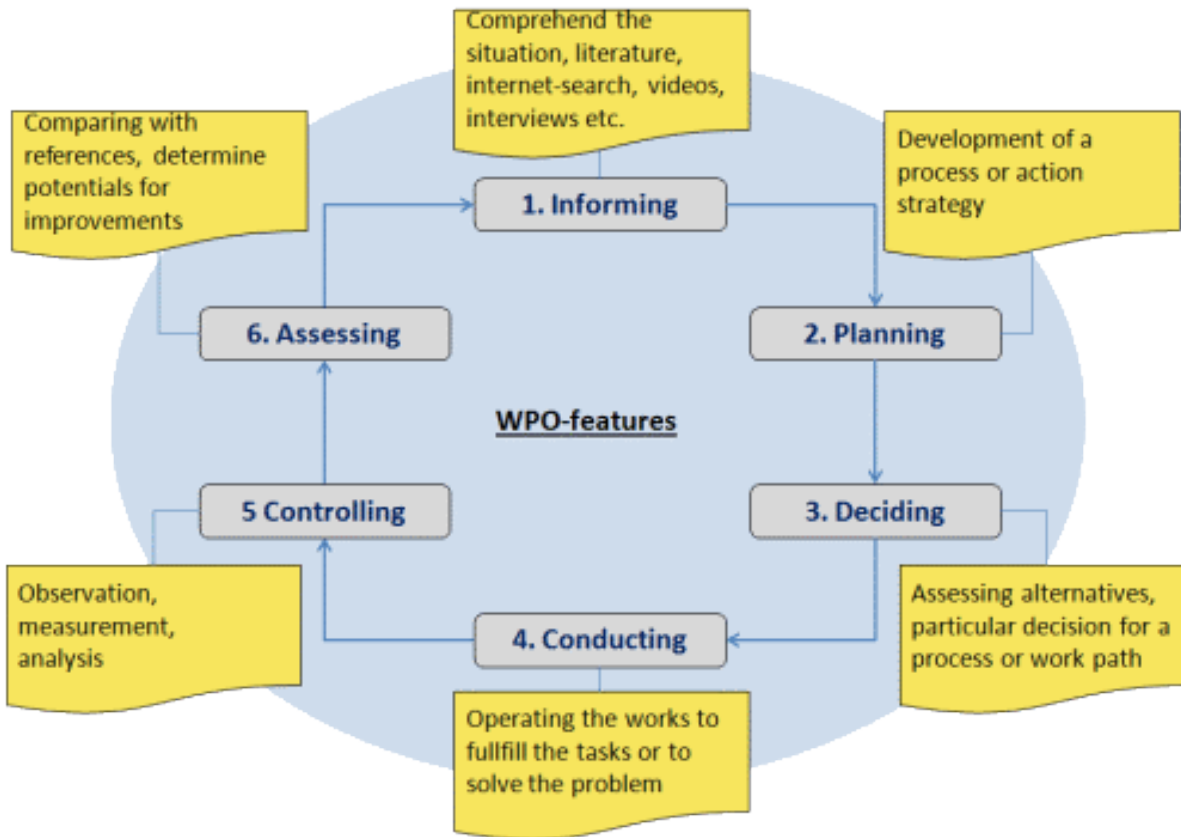 Comprehend the
situation, literature,
internet-search, videos,
interviews etc.
Comparing with
references, determine
potentials for
improvements
Development of a
process or action
strategy
1. Informing
6. Assessing
2. Planning
WPO-features
5 Controlling
3. Deciding
Observation,
measurement,
analysis
Assessing alternatives,
particular decision for a
process or work path
4. Conducting
Operating the works to
fullfill the tasks or to
solve the problem